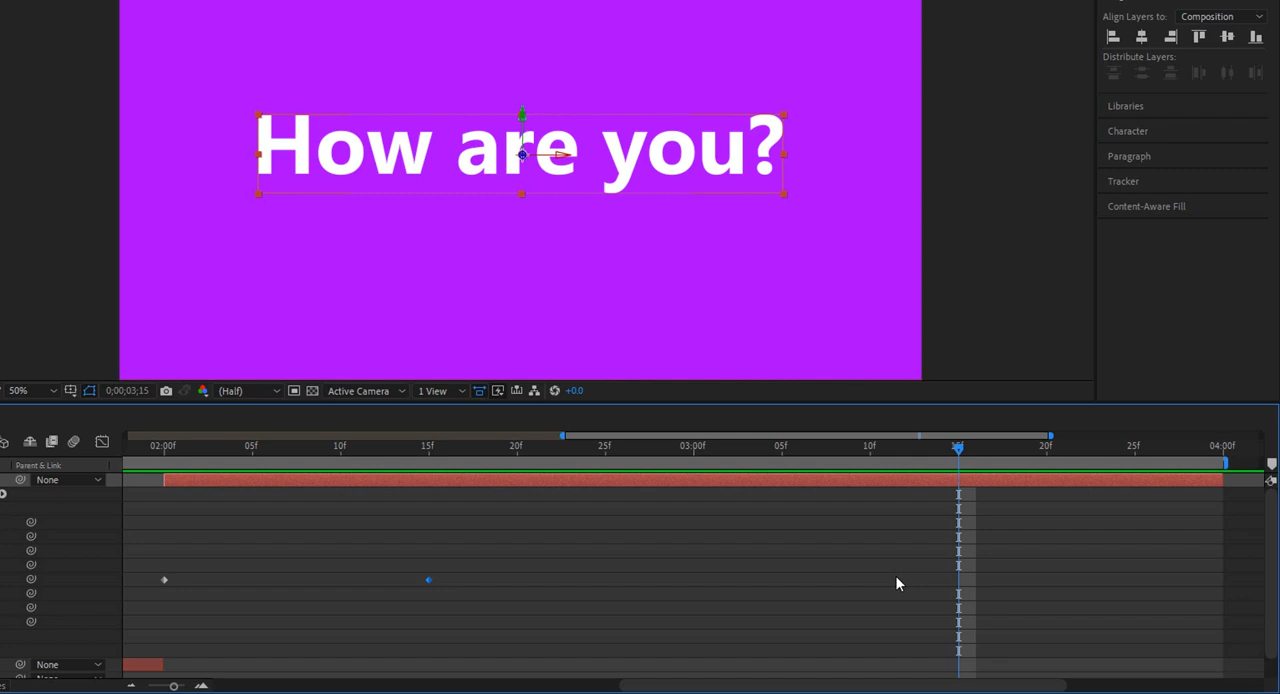 Align Layers to: Composition
Distribute Layers:
Libraries
Character
Paragraph
Tracker
Content-Aware Fill
How are you?
50% 0;00;03;15 (Half) Active Camera 1 View +0.0
02:00f 05f 10f 15f 20f 25f 03:00f 05f 10f 15f 20f 25f 04:00f
Parent & Link
None
None